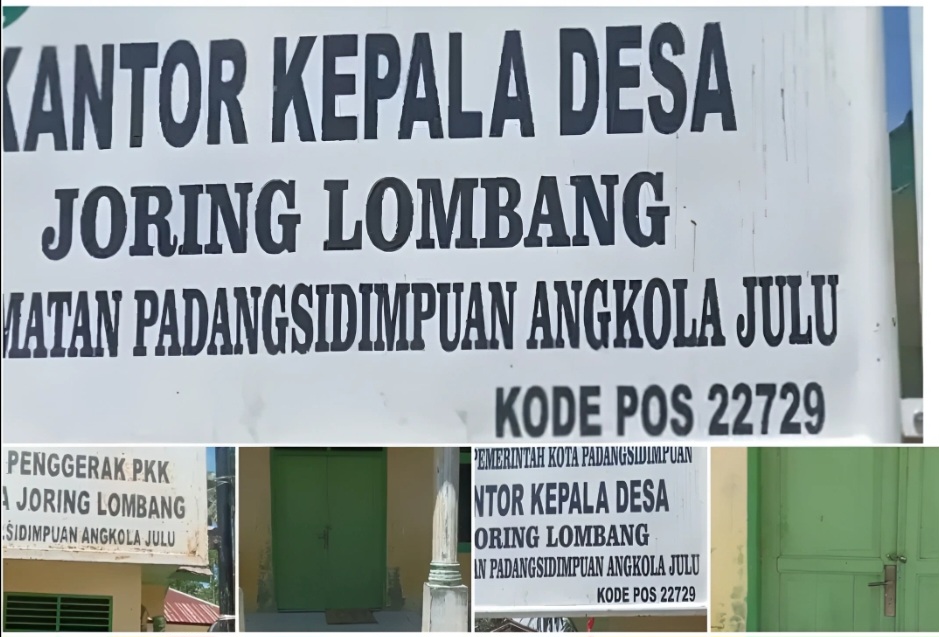 KANTOR KEPALA DESA
JORING LOMBANG
MATAN PADANGSIDIMPUAN ANGKOLA JULU
KODE POS 22729
PENGGERAK PKK
A JORING LOMBANG
.SIDIMPUAN ANGKOLA JULU
PEMERINTAH KOTA PADANGSIDIMPUAN
NTOR KEPALA DESA
ORING LOMBANG
AN PADANGSIDIMPUAN ANGKOLA JULU
KODE POS 22729